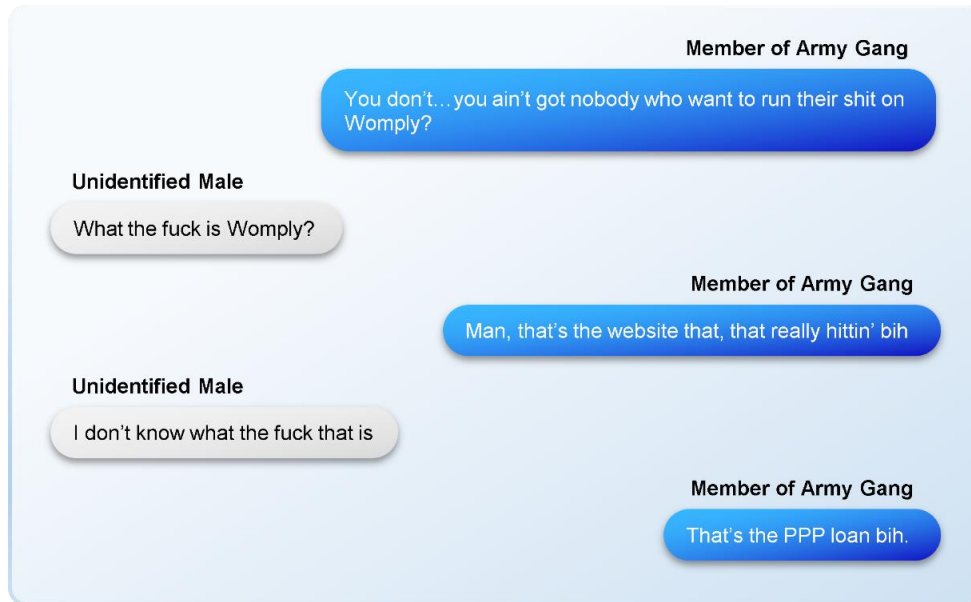 Member of Army Gang
You don't…you ain't got nobody who want to run their shit on
Womply?
Unidentified Male
What the fuck is Womply?
Member of Army Gang
Man, that's the website that, that really hittin' bih
Unidentified Male
I don't know what the fuck that is
Member of Army Gang
That's the PPP loan bih.